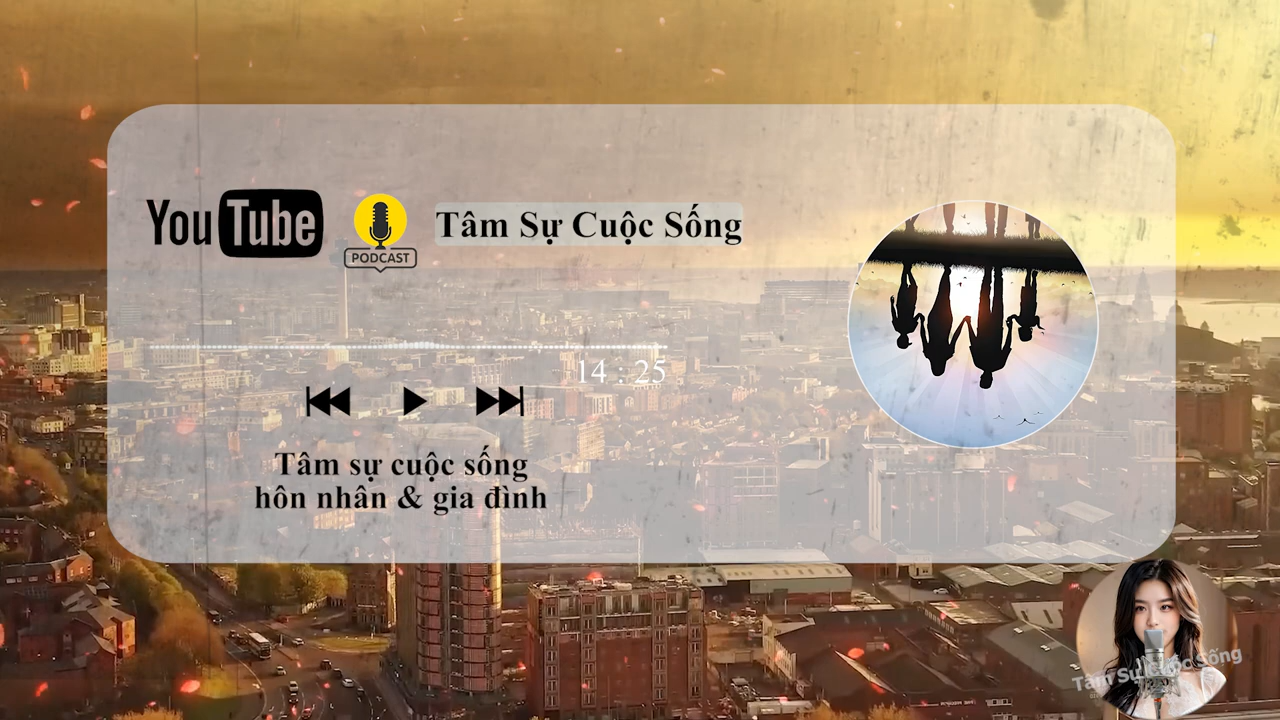 YouTube
PODCAST
Tâm Sự Cuộc Sống
14 : 25
Tâm sự cuộc sống
hôn nhân & gia đình
Tâm Sự Cuộc Sống